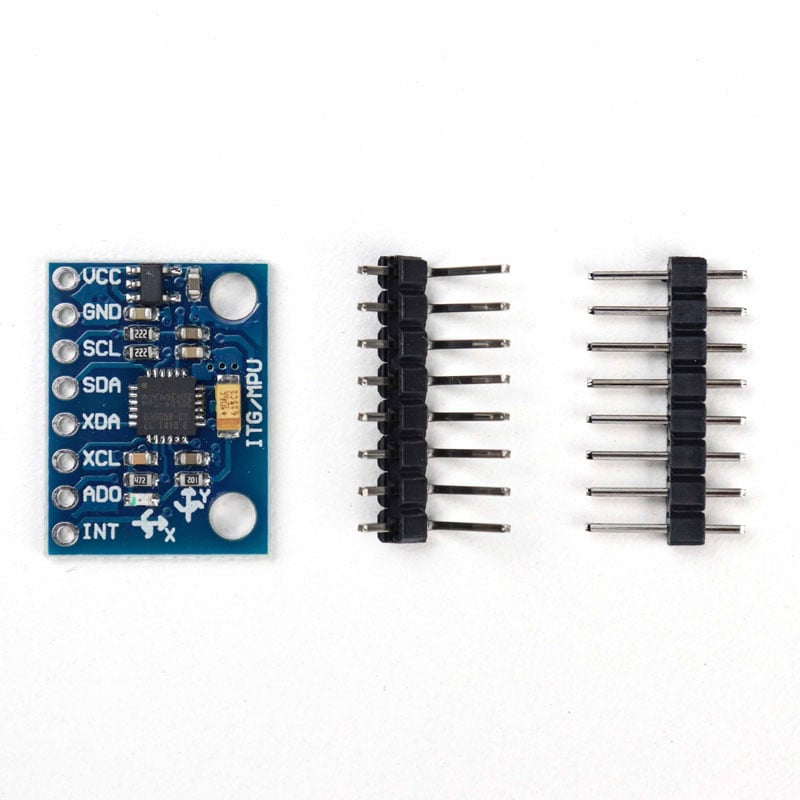 VCC
GND
SCL
SDA
XDA
XCL
ADO
INT
222
222
472
201
ITG/MPU
X
Y